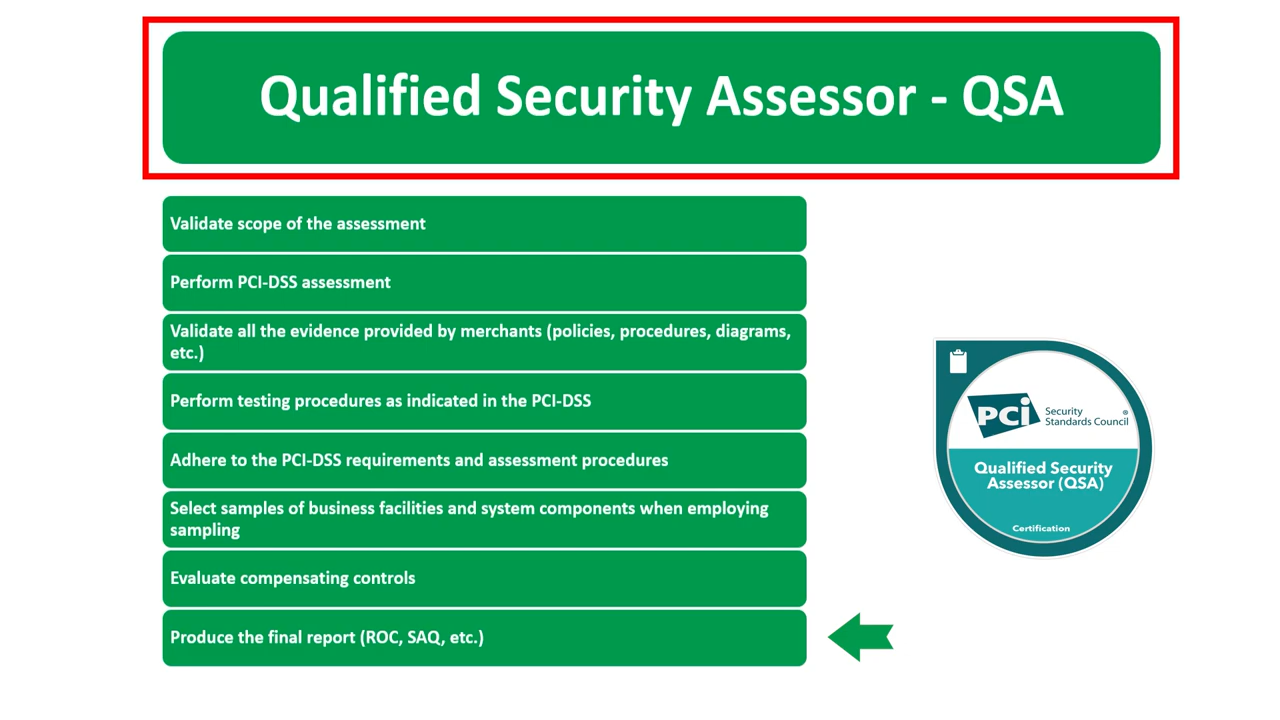 Qualified Security Assessor - QSA
Validate scope of the assessment
Perform PCI-DSS assessment
Validate all the evidence provided by merchants (policies, procedures, diagrams,
etc.)
Perform testing procedures as indicated in the PCI-DSS
Adhere to the PCI-DSS requirements and assessment procedures
Select samples of business facilities and system components when employing
sampling
Evaluate compensating controls
Produce the final report (ROC, SAQ, etc.)
PCi Security ®
Standards Council
Qualified Security
Assessor (QSA)
Certification